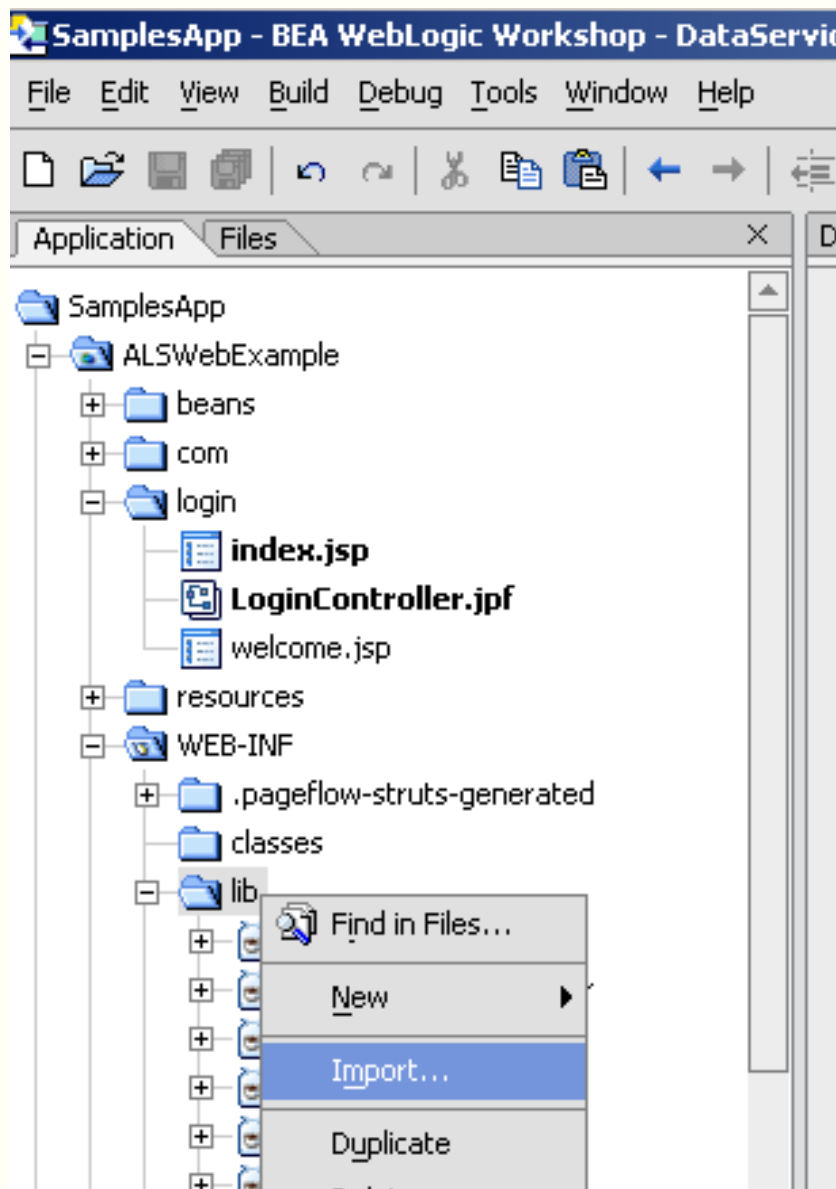 SamplesApp - BEA WebLogic Workshop - DataServic
File Edit View Build Debug Tools Window Help
Application Files
SamplesApp
ALSWebExample
beans
com
login
index.jsp
LoginController.jpf
welcome.jsp
resources
WEB-INF
.pageflow-struts-generated
classes
lib
Find in Files...
New
Import...
Duplicate